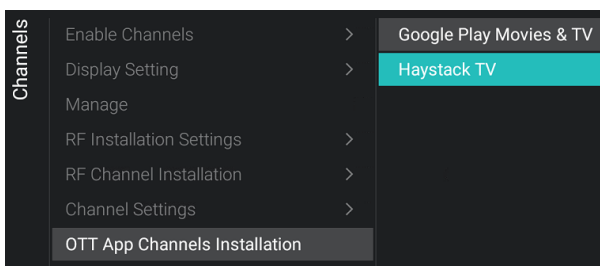 Channels
Enable Channels
Display Setting
Manage
RF Installation Settings
RF Channel Installation
Channel Settings
OTT App Channels Installation
Google Play Movies & TV
Haystack TV